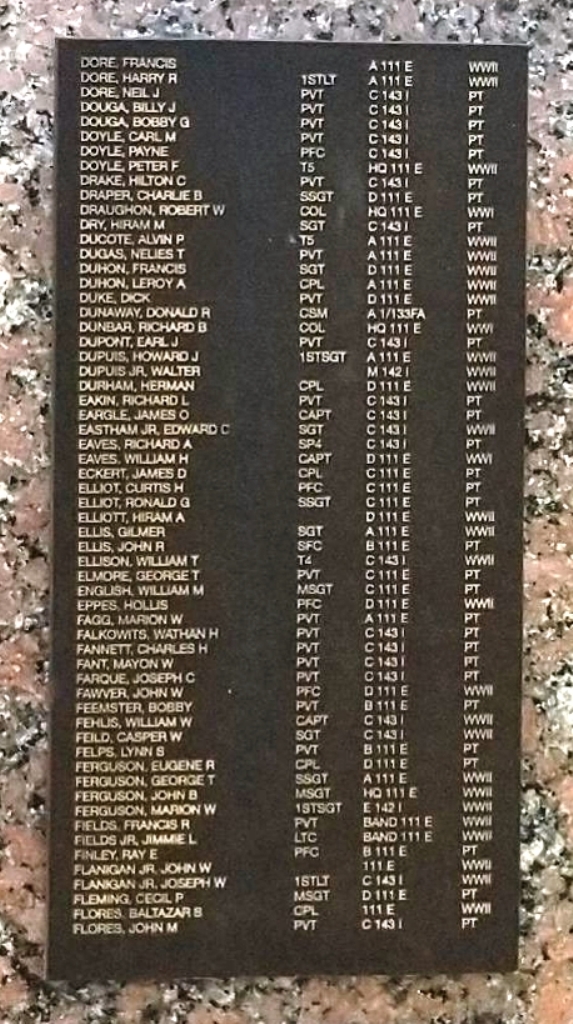 DORE, FRANCIS A 111 E WWII
DORE, HARRY R 1STLT A 111 E WWII
DORE, NEIL J PVT C 143 I PT
DOUGA, BILLY J PVT C 143 I PT
DOUGA, BOBBY G PVT C 143 I PT
DOYLE, CARL M PVT C 143 I PT
DOYLE, PAYNE PFC C 143 I PT
DOYLE, PETER F T5 HQ 111 E WWII
DRAKE, HILTON C PVT C 143 I PT
DRAPER, CHARLIE B SSGT D 111 E PT
DRAUGHON, ROBERT W COL HQ 111 E WWI
DRY, HIRAM M SGT C 143 I PT
DUCOTE, ALVIN P T5 A 111 E WWII
DUGAS, NELIES T PVT A 111 E WWII
DUHON, FRANCIS SGT D 111 E WWII
DUHON, LEROY A CPL A 111 E WWII
DUKE, DICK PVT D 111 E WWII
DUNAWAY, DONALD R CSM A 1/133FA PT
DUNBAR, RICHARD B COL HQ 111 E WWI
DUPONT, EARL J PVT C 143 I PT
DUPUIS, HOWARD J 1STSGT A 111 E WWII
DUPUIS JR, WALTER M 142 I WWII
DURHAM, HERMAN CPL D 111 E WWII
EAKIN, RICHARD L PVT C 143 I PT
EARGLE, JAMES O CAPT C 143 I PT
EASTHAM JR, EDWARD C SGT C 143 I WWII
EAVES, RICHARD A SP4 C 143 I PT
EAVES, WILLIAM H CAPT D 111 E WWI
ECKERT, JAMES D CPL C 111 E PT
ELLIOT, CURTIS H PFC C 111 E PT
ELLIOT, RONALD G SSGT C 111 E PT
ELLIOTT, HIRAM A D 111 E WWII
ELLIS, GILMER SGT A 111 E WWII
ELLIS, JOHN R SFC B 111 E PT
ELLISON, WILLIAM T T4 C 143 I WWII
ELMORE, GEORGE T PVT C 111 E PT
ENGLISH, WILLIAM M MSGT C 111 E PT
EPPES, HOLLIS PFC D 111 E WWII
FAGG, MARION W PVT A 111 E PT
FALKOWITS, WATHAN H PVT C 143 I PT
FANNETT, CHARLES H PVT C 143 I PT
FANT, MAYON W PVT C 143 I PT
FARQUE, JOSEPH C PVT C 143 I PT
FAWVER, JOHN W PFC D 111 E WWII
FEEMSTER, BOBBY PVT B 111 E PT
FEHLIS, WILLIAM W CAPT C 143 I WWII
FEILD, CASPER W SGT C 143 I WWII
FELPS, LYNN S PVT B 111 E PT
FERGUSON, EUGENE R CPL D 111 E PT
FERGUSON, GEORGE T SSGT A 111 E WWII
FERGUSON, JOHN B MSGT HQ 111 E WWII
FERGUSON, MARION W 1STSGT E 142 I WWII
FIELDS, FRANCIS R PVT BAND 111 E WWII
FIELDS JR, JIMMIE L LTC BAND 111 E WWII
FINLEY, RAY E PFC B 111 E PT
FLANIGAN JR, JOHN W 111 E WWII
FLANIGAN JR, JOSEPH W 1STLT C 143 I WWII
FLEMING, CECIL P MSGT D 111 E PT
FLORES, BALTAZAR S CPL 111 E WWII
FLORES, JOHN M PVT C 143 I PT